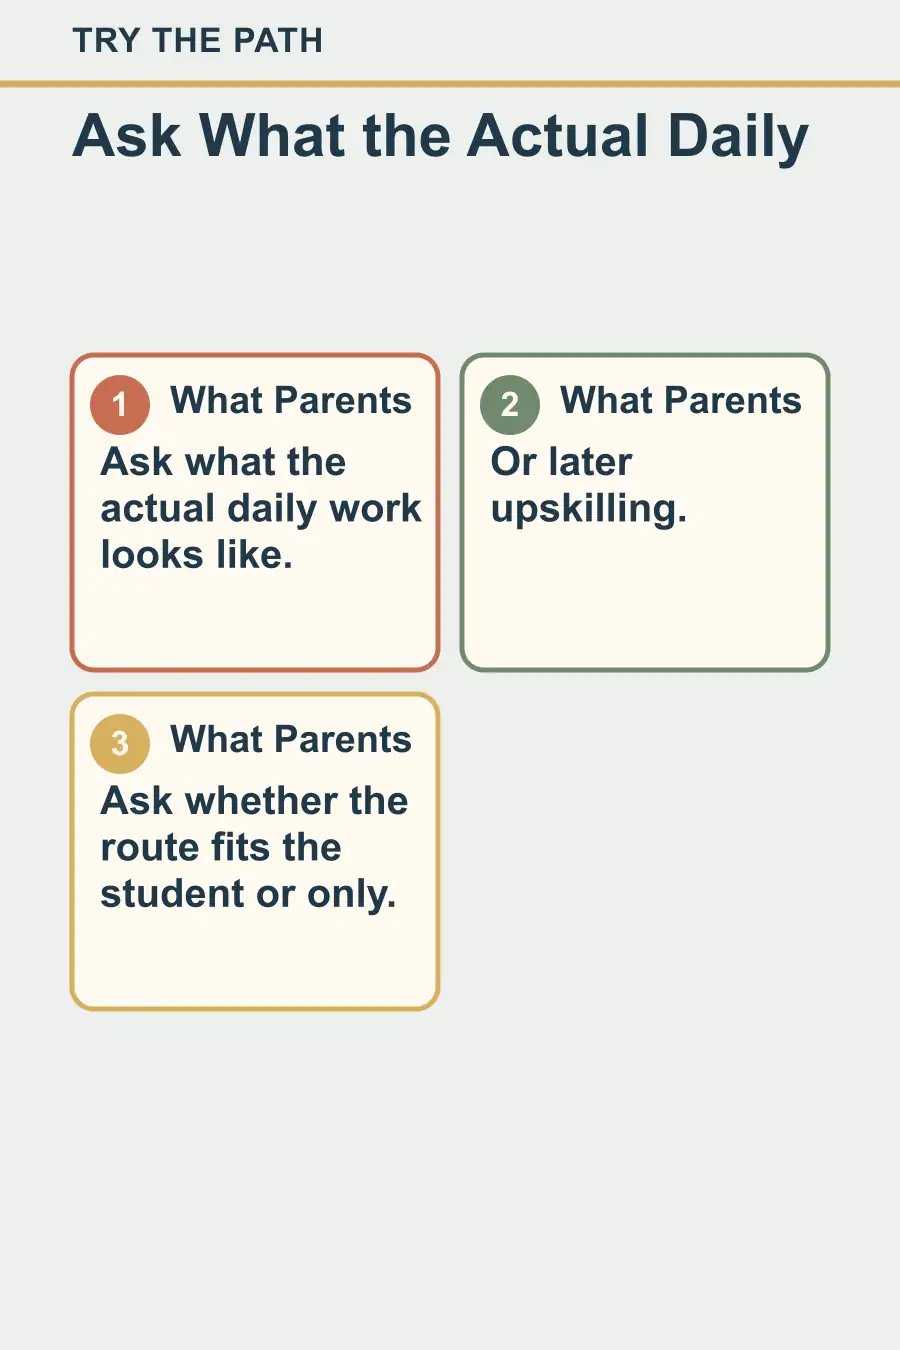 TRY THE PATH
Ask What the Actual Daily
1 What Parents
Ask what the
actual daily work
looks like.
2 What Parents
Or later
upskilling.
3 What Parents
Ask whether the
route fits the
student or only.